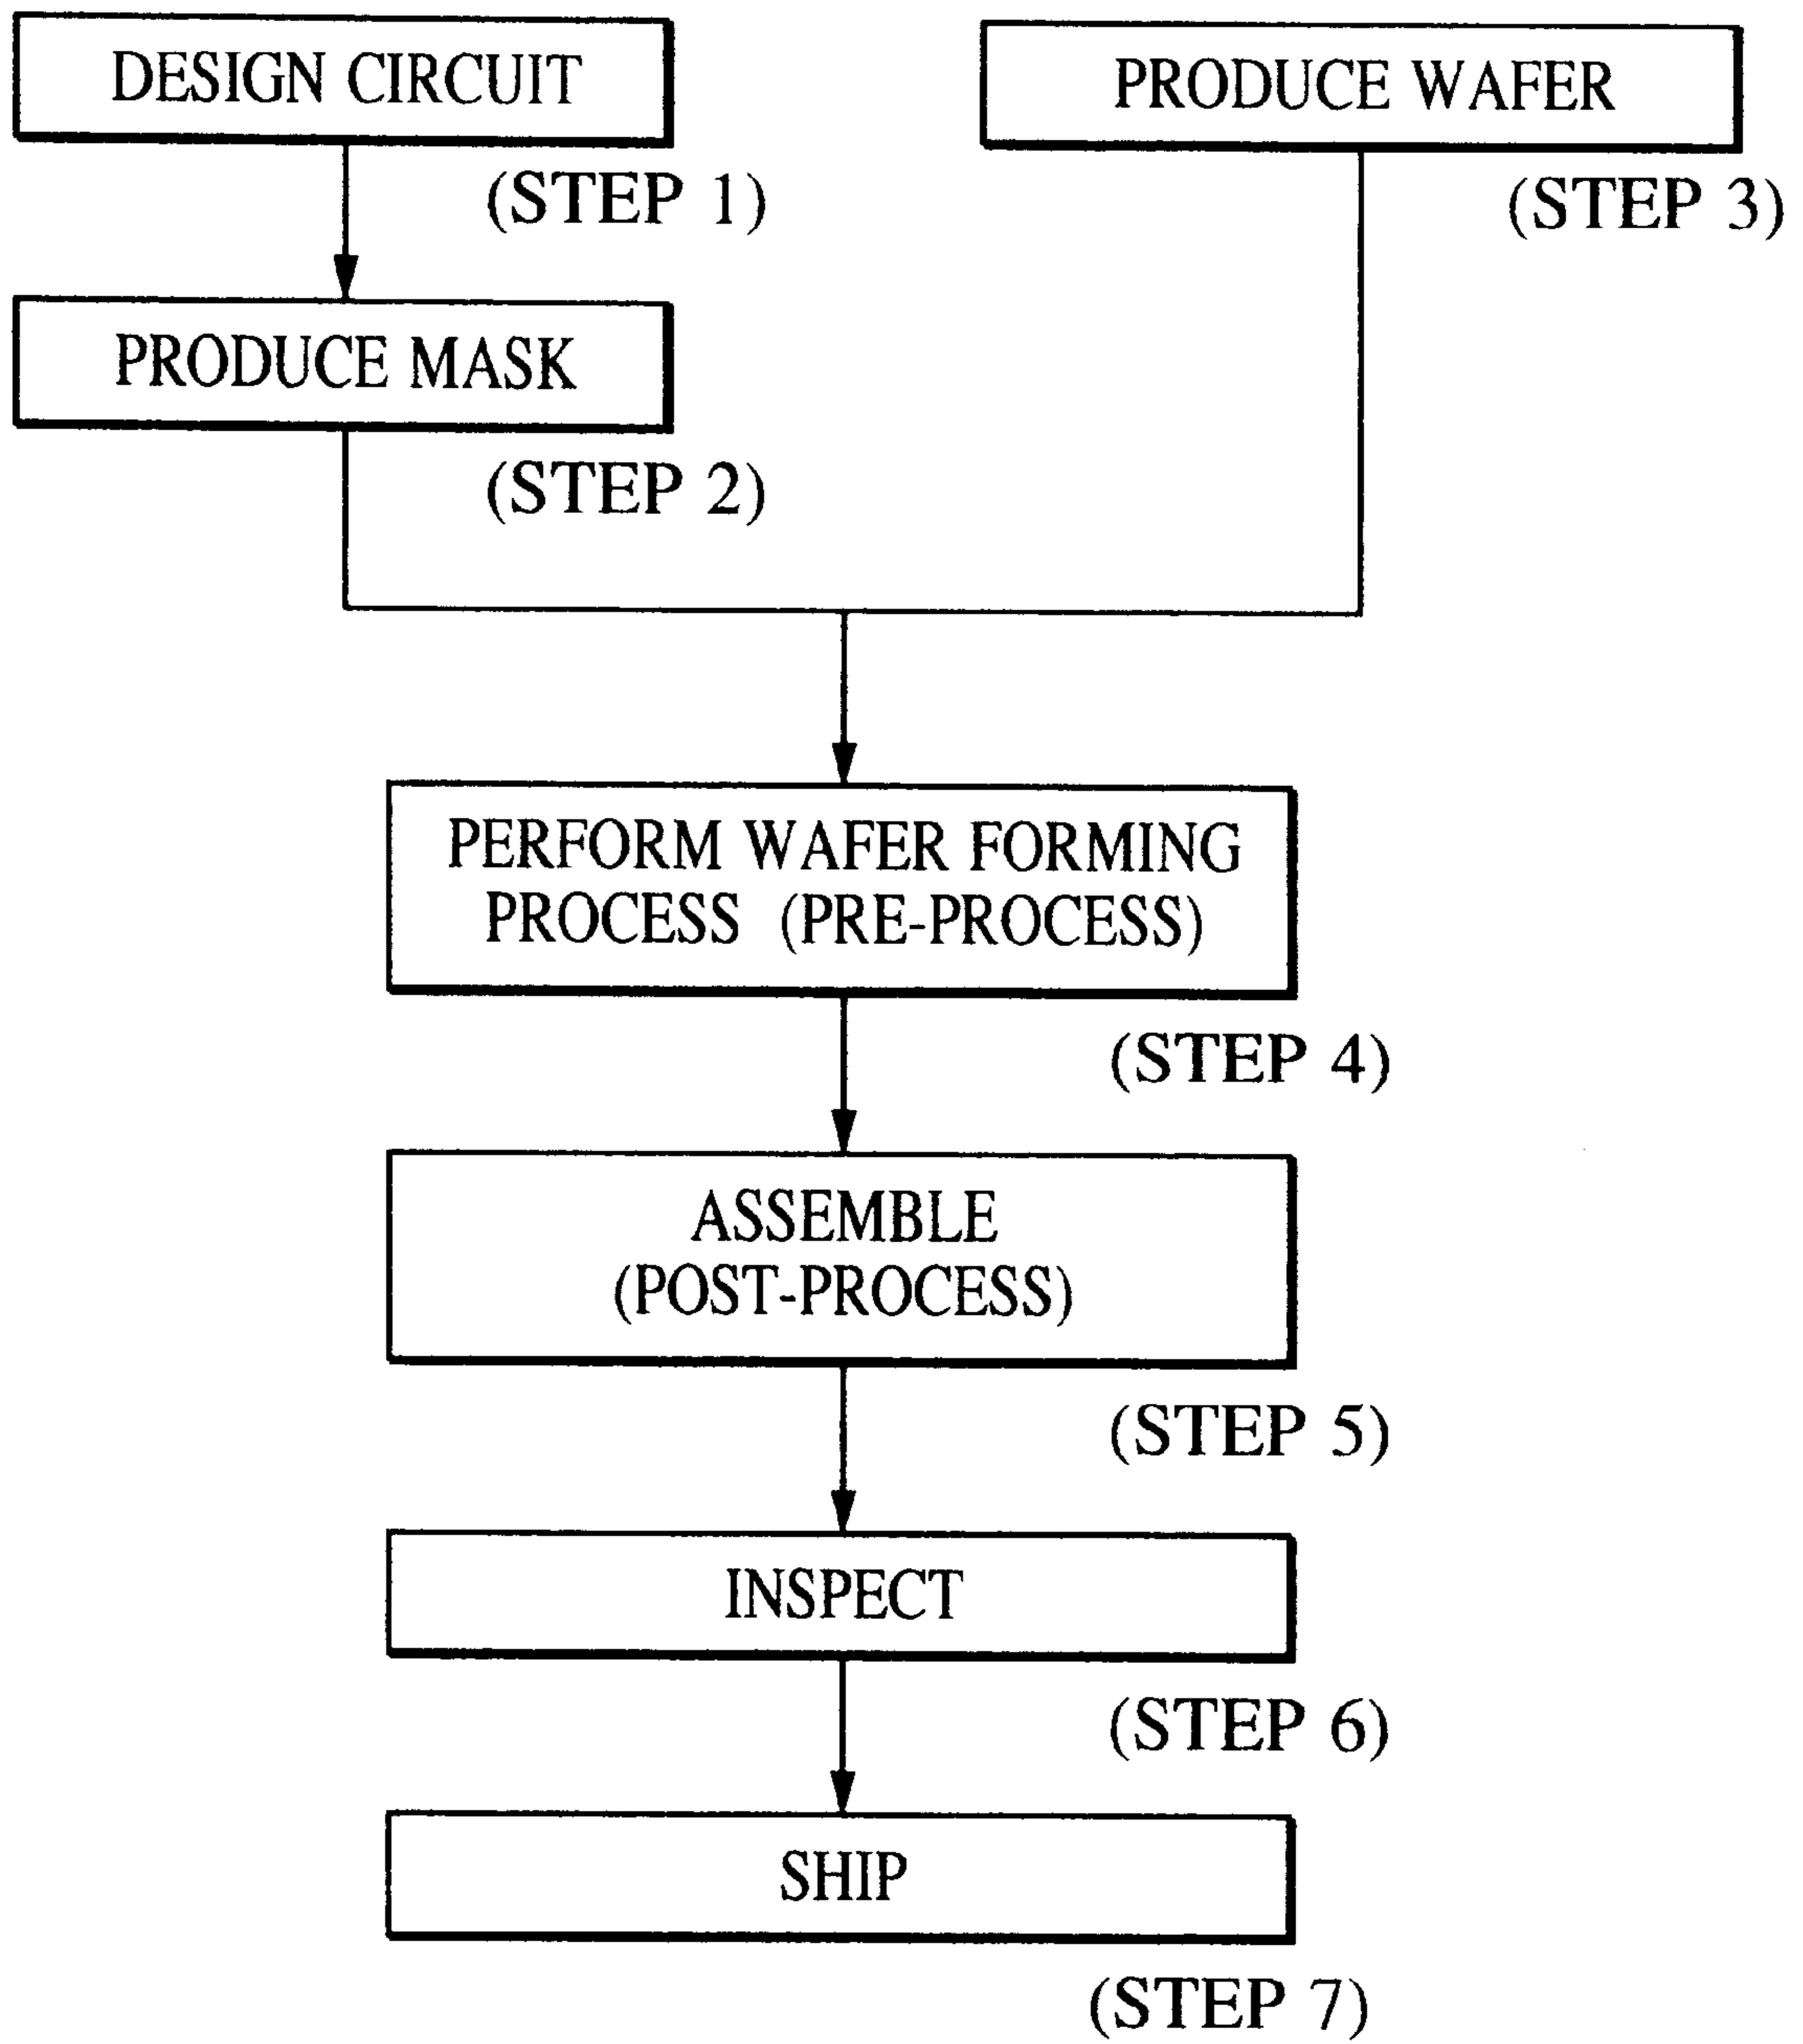 DESIGN CIRCUIT
(STEP 1)
PRODUCE MASK
(STEP 2)
PRODUCE WAFER
(STEP 3)
PERFORM WAFER FORMING
PROCESS (PRE-PROCESS)
(STEP 4)
ASSEMBLE
(POST-PROCESS)
(STEP 5)
INSPECT
(STEP 6)
SHIP
(STEP 7)